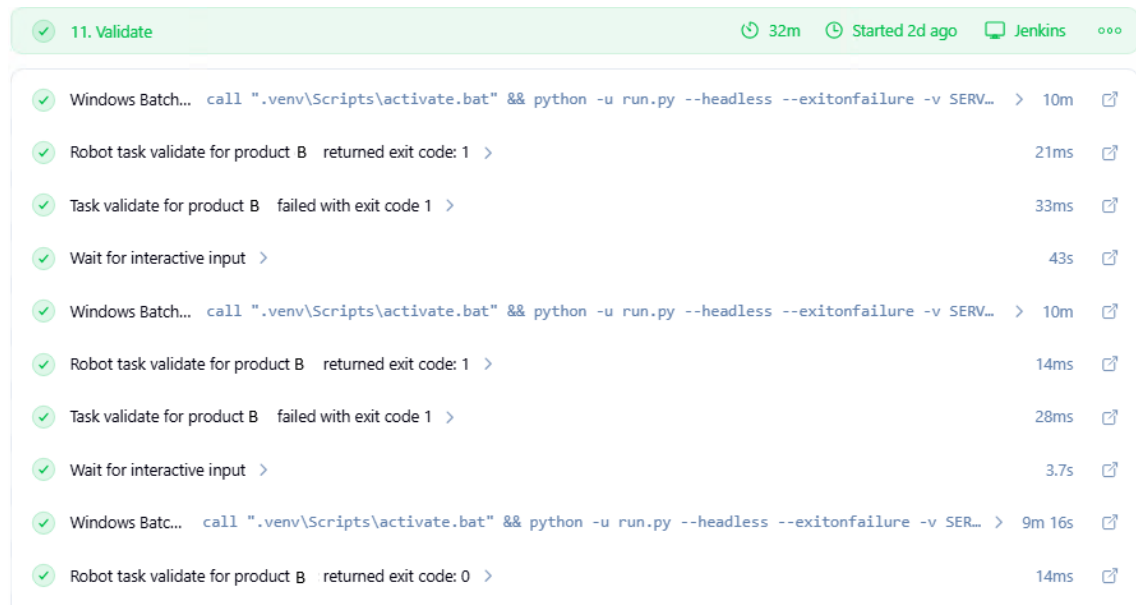 11. Validate 32m Started 2d ago Jenkins
Windows Batch... call ".venv\Scripts\activate.bat" && python -u run.py --headless --exitonfailure -v SERV… 10m
Robot task validate for product B returned exit code: 1 21ms
Task validate for product B failed with exit code 1 33ms
Wait for interactive input 43s
Windows Batch... call ".venv\Scripts\activate.bat" && python -u run.py --headless --exitonfailure -v SERV… 10m
Robot task validate for product B returned exit code: 1 14ms
Task validate for product B failed with exit code 1 28ms
Wait for interactive input 3.7s
Windows Batc... call ".venv\Scripts\activate.bat" && python -u run.py --headless --exitonfailure -v SER… 9m 16s
Robot task validate for product B returned exit code: 0 14ms